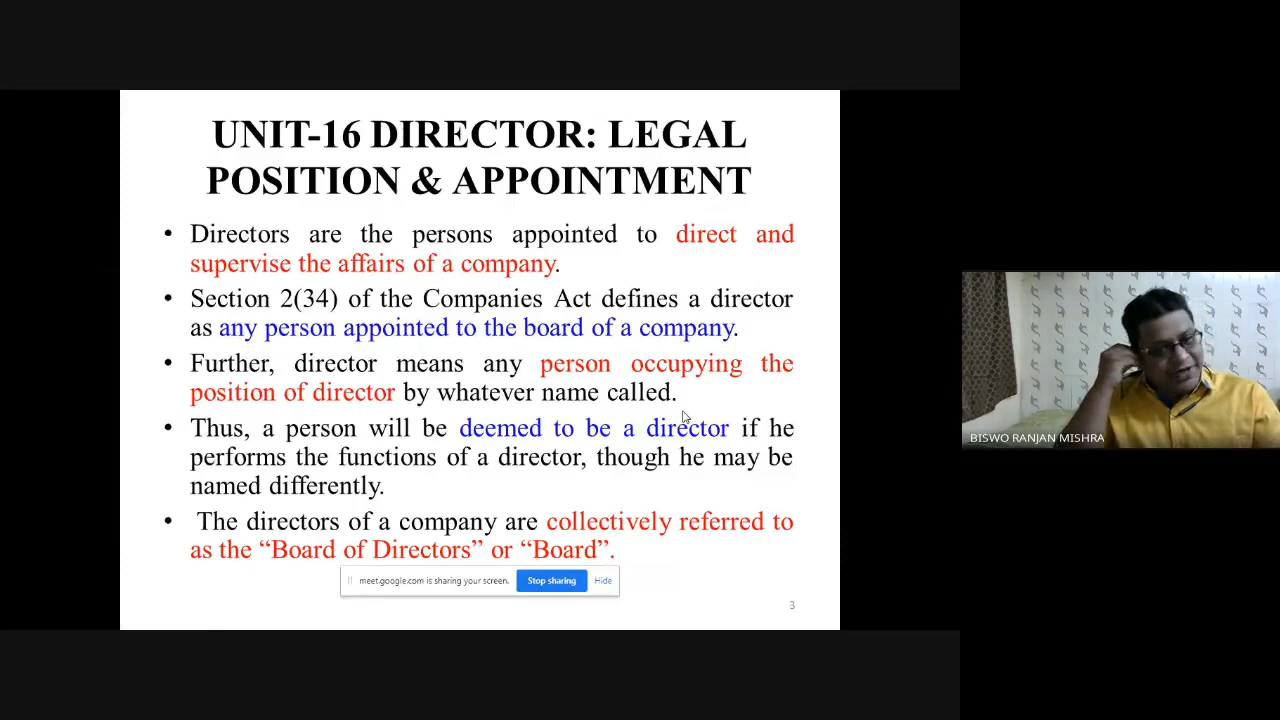 UNIT-16 DIRECTOR: LEGAL
POSITION & APPOINTMENT
• Directors are the persons appointed to direct and
supervise the affairs of a company.
• Section 2(34) of the Companies Act defines a director
as any person appointed to the board of a company.
• Further, director means any person occupying the
position of director by whatever name called.
• Thus, a person will be deemed to be a director if he
performs the functions of a director, though he may be
named differently.
• The directors of a company are collectively referred to
as the “Board of Directors” or “Board”.
meet.google.com is sharing your screen. Stop sharing Hide
3
BISWO RANJAN MISHRA